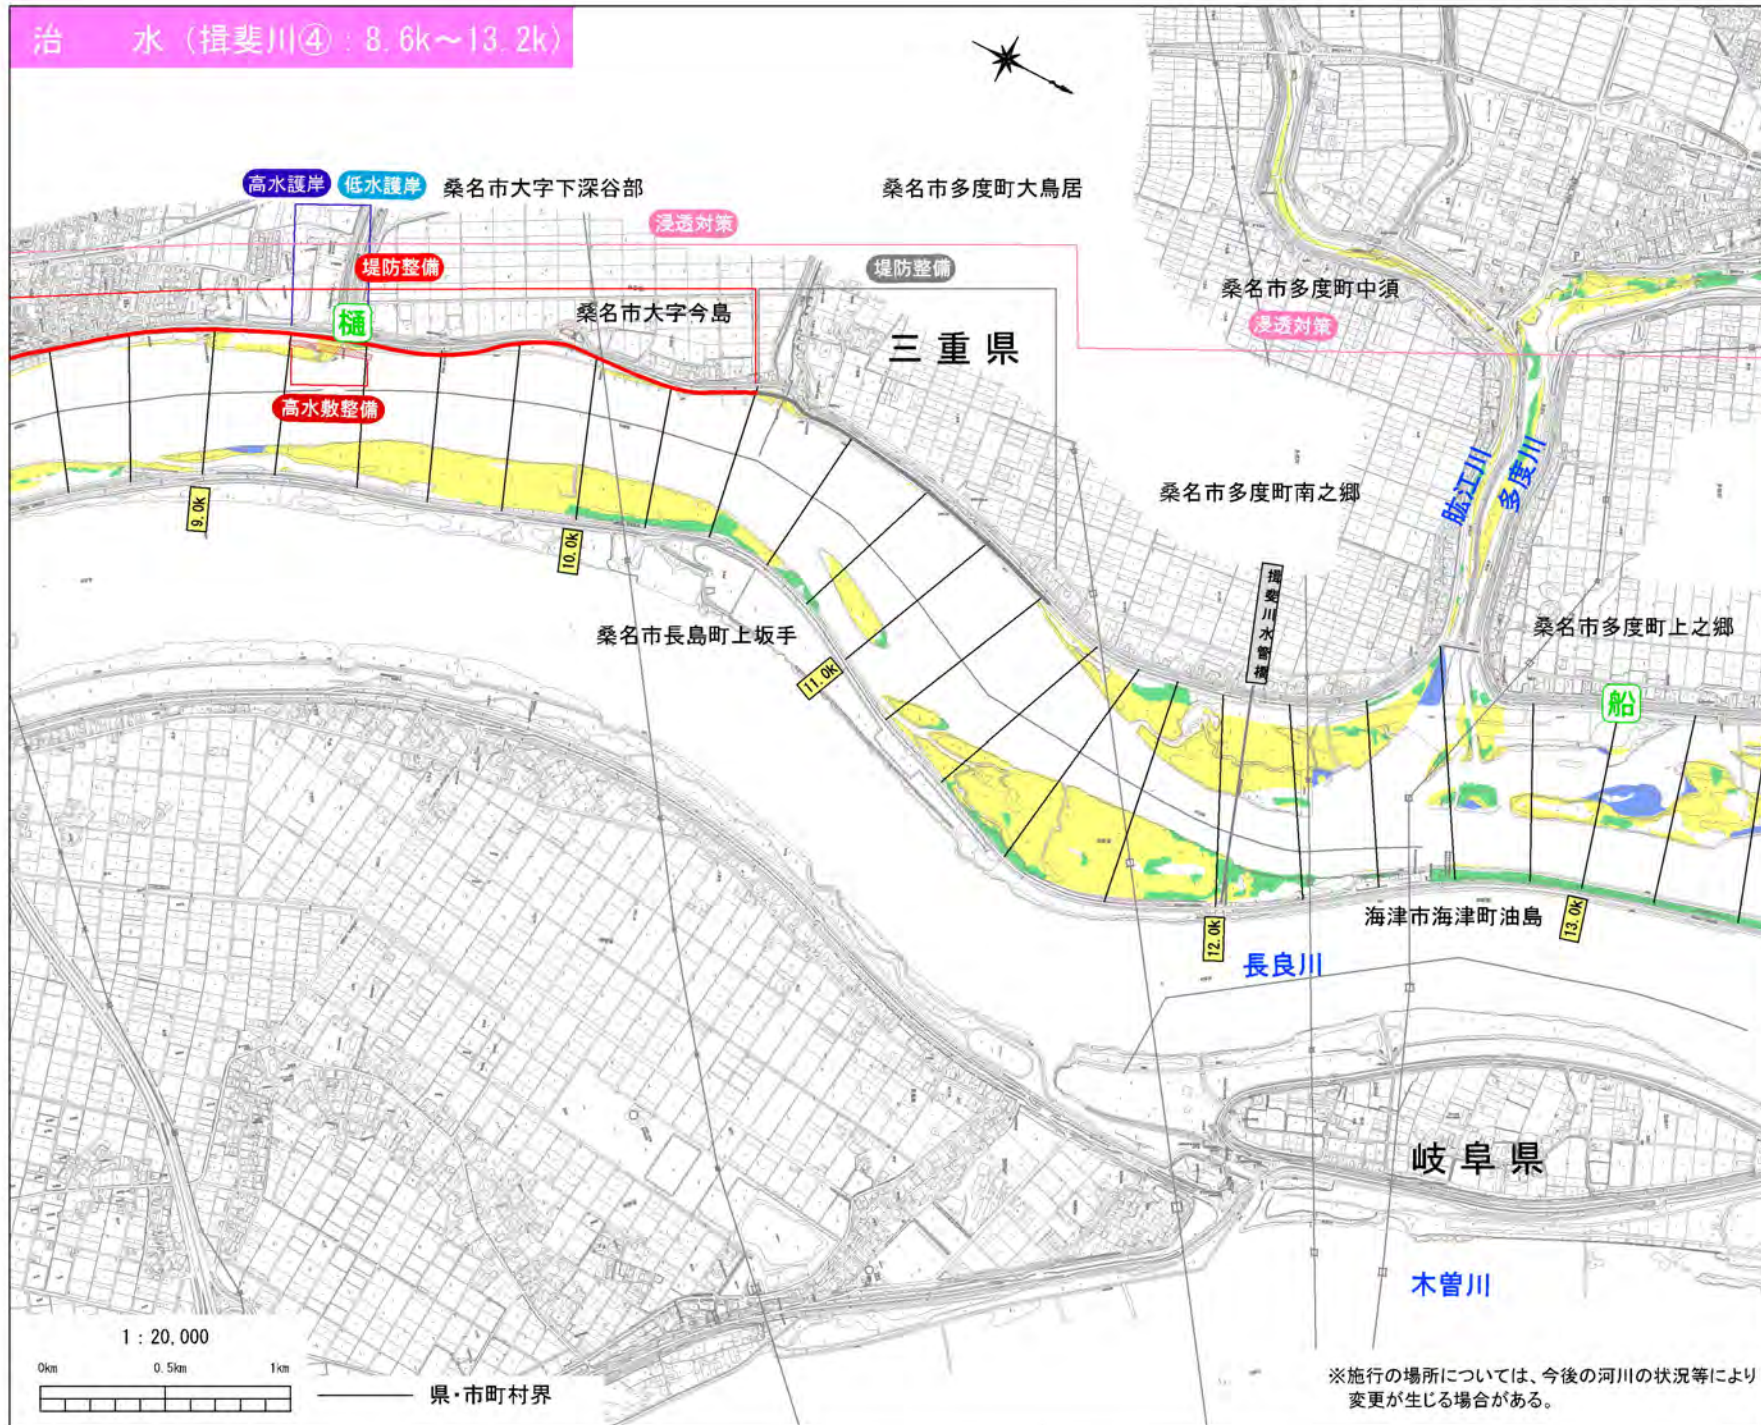 治　水（揖斐川④：8.6k～13.2k）
高水護岸
低水護岸
桑名市大字下深谷部
桑名市多度町大鳥居
浸透対策
堤防整備
堤防整備
桑名市大字今島
樋
三重県
桑名市多度町中須
浸透対策
高水敷整備
肱江川
多度川
桑名市多度町南之郷
9.0k
10.0k
揖斐川水管橋
桑名市長島町上坂手
桑名市多度町上之郷
11.0k
船
海津市海津町油島
12.0k
13.0k
長良川
岐阜県
木曽川
1：20,000
0km 0.5km 1km
県・市町村界
※施行の場所については、今後の河川の状況等により
変更が生じる場合がある。